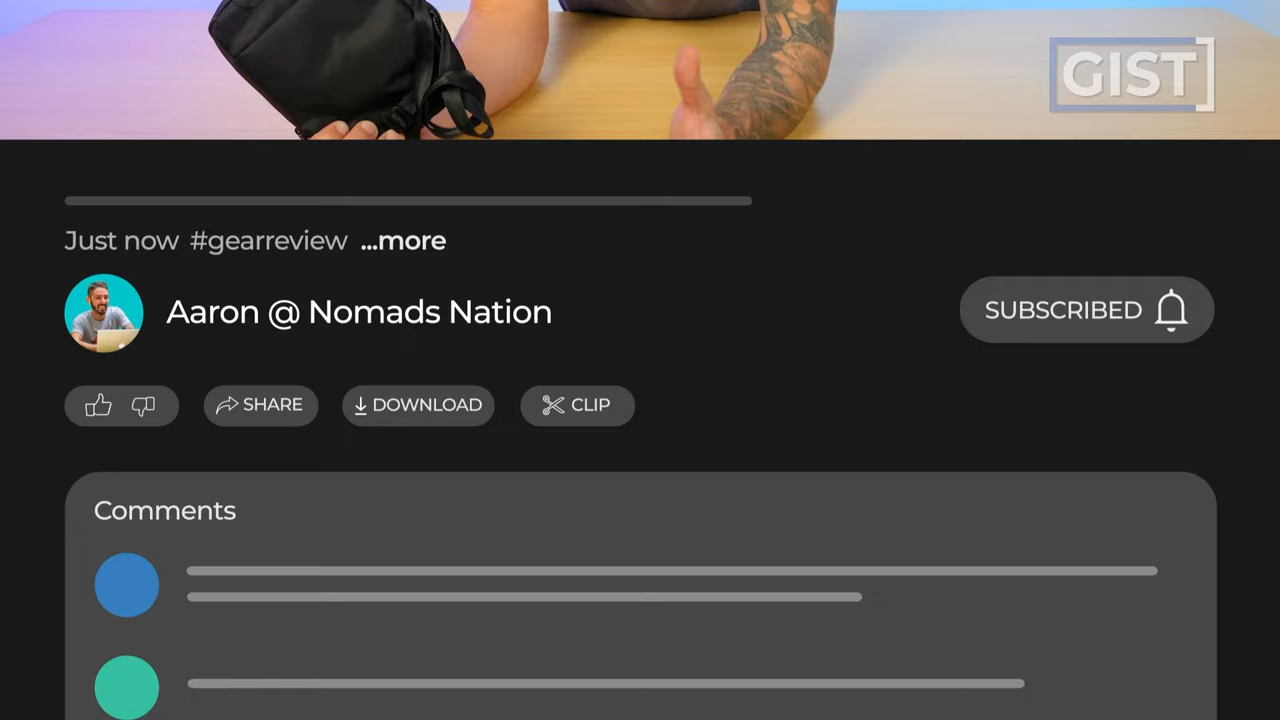 GIST
Just now #gearreview ...more
Aaron @ Nomads Nation
SUBSCRIBED
SHARE
DOWNLOAD
CLIP
Comments